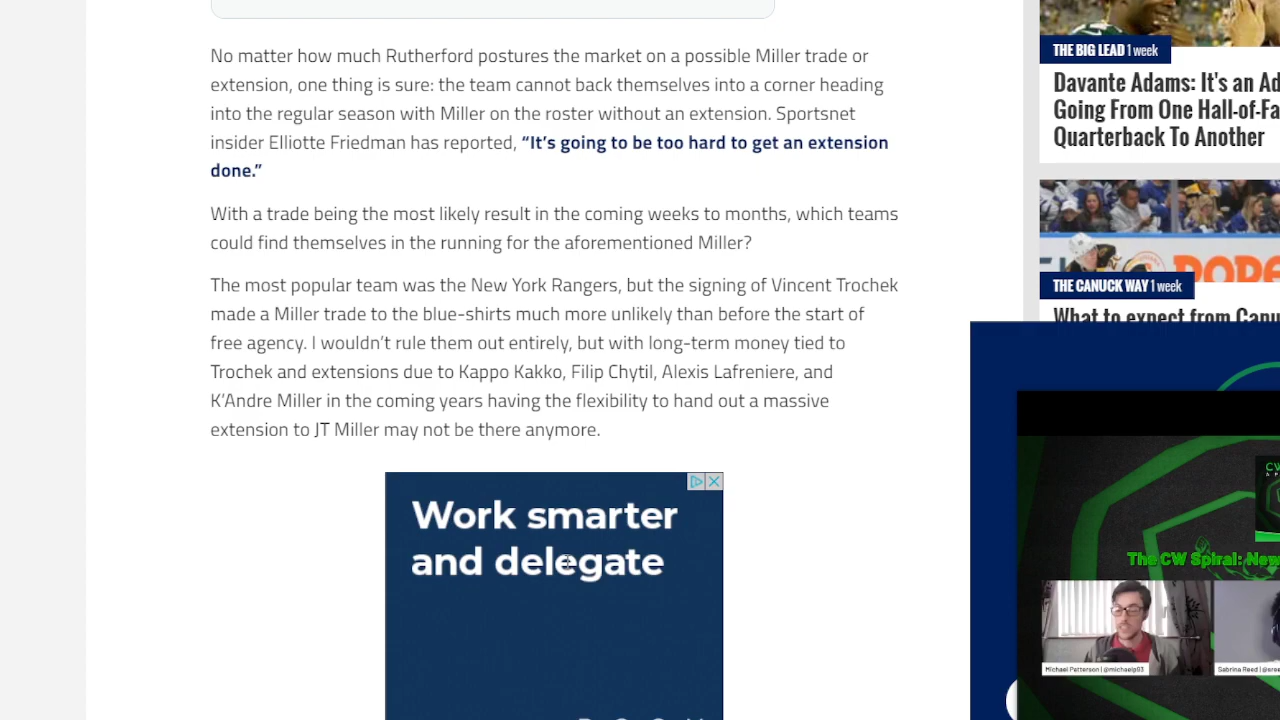 No matter how much Rutherford postures the market on a possible Miller trade or
extension, one thing is sure: the team cannot back themselves into a corner heading
into the regular season with Miller on the roster without an extension. Sportsnet
insider Elliotte Friedman has reported, “It’s going to be too hard to get an extension
done.”
With a trade being the most likely result in the coming weeks to months, which teams
could find themselves in the running for the aforementioned Miller?
The most popular team was the New York Rangers, but the signing of Vincent Trochek
made a Miller trade to the blue-shirts much more unlikely than before the start of
free agency. I wouldn’t rule them out entirely, but with long-term money tied to
Trochek and extensions due to Kappo Kakko, Filip Chytil, Alexis Lafreniere, and
K’Andre Miller in the coming years having the flexibility to hand out a massive
extension to JT Miller may not be there anymore.
Work smarter
and delegate
THE BIG LEAD 1 week
Davante Adams: It's an Ad
Going From One Hall-of-Fa
Quarterback To Another
THE CANUCK WAY 1 week
What to expect from Canu
CW
The CW Spiral: New
Michael Patterson | @michaelp93
Sabrina Reed | @sree